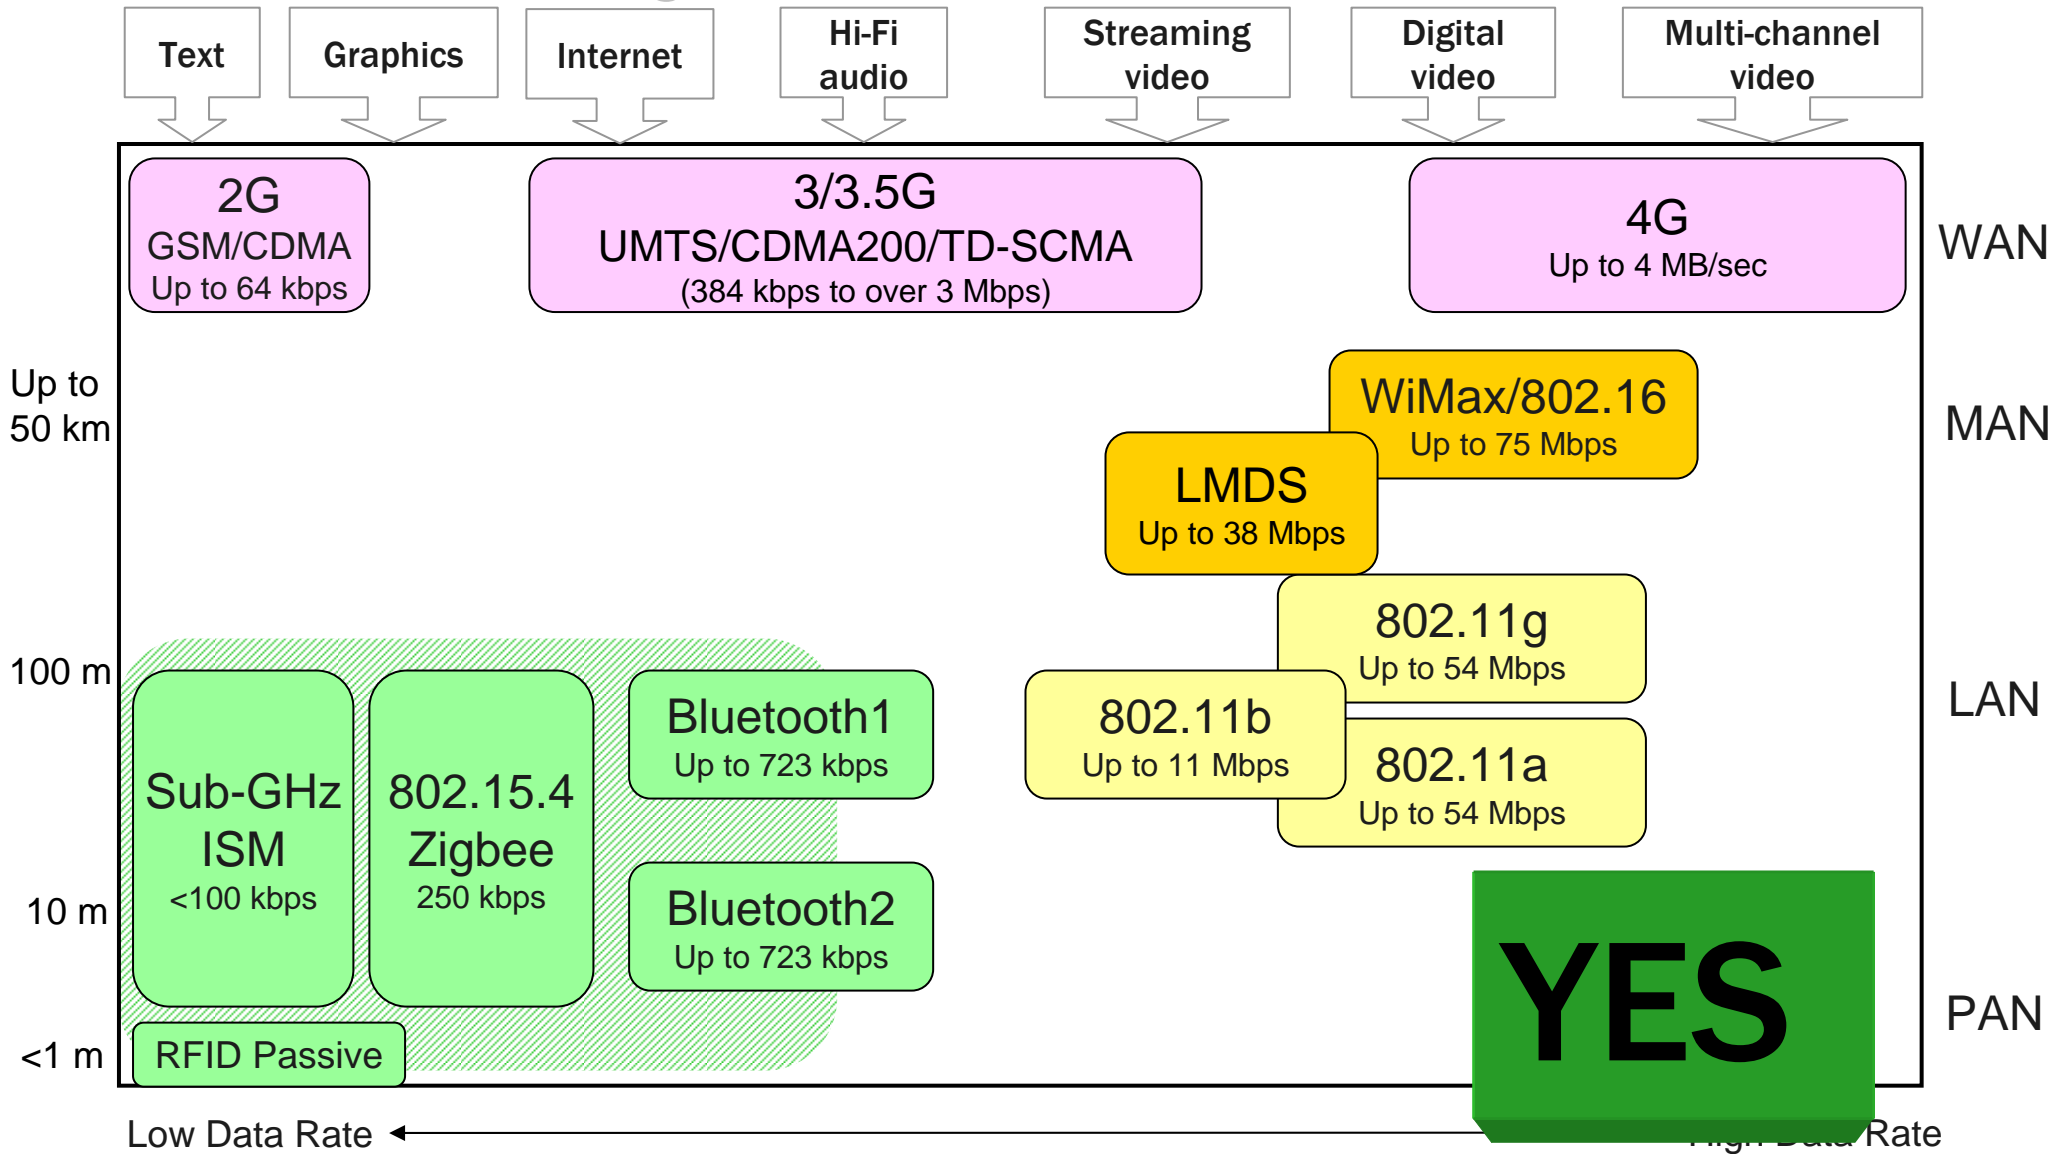 Text
Graphics
Internet
Hi-Fi
audio
Streaming
video
Digital
video
Multi-channel
video
2G
GSM/CDMA
Up to 64 kbps
3/3.5G
UMTS/CDMA200/TD-SCMA
(384 kbps to over 3 Mbps)
4G
Up to 4 MB/sec
WAN
Up to
50 km
WiMax/802.16
Up to 75 Mbps
MAN
LMDS
Up to 38 Mbps
802.11g
Up to 54 Mbps
100 m
Bluetooth1
Up to 723 kbps
802.11b
Up to 11 Mbps
LAN
802.11a
Up to 54 Mbps
Sub-GHz
ISM
<100 kbps
802.15.4
Zigbee
250 kbps
10 m
Bluetooth2
Up to 723 kbps
YES
PAN
<1 m
RFID Passive
Low Data Rate
High Data Rate